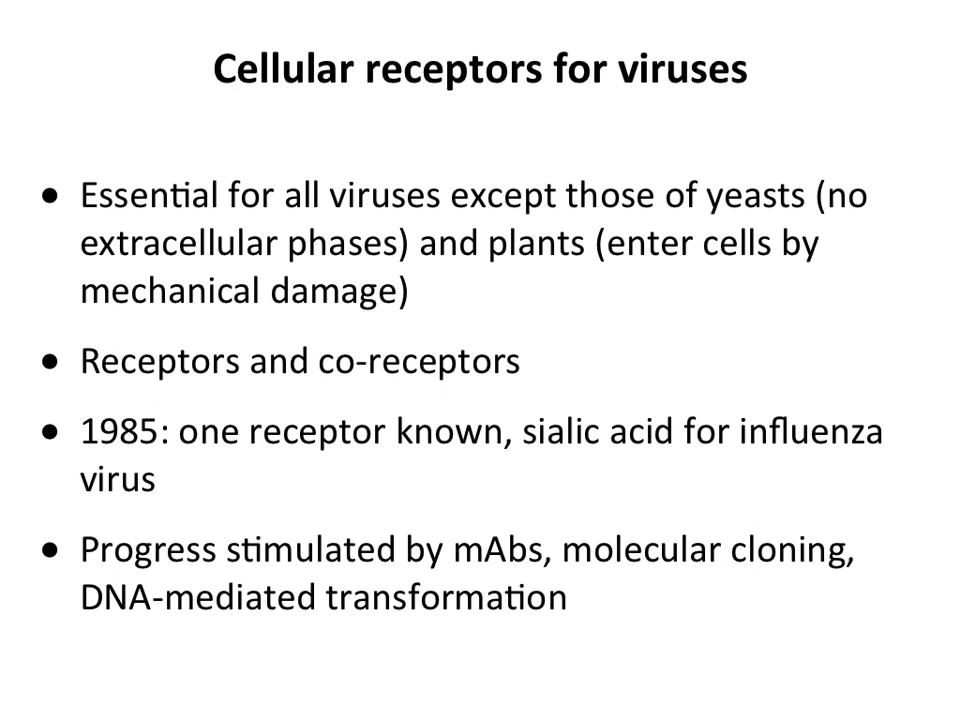 Cellular receptors for viruses
• Essential for all viruses except those of yeasts (no
extracellular phases) and plants (enter cells by
mechanical damage)
• Receptors and co-receptors
• 1985: one receptor known, sialic acid for influenza
virus
• Progress stimulated by mAbs, molecular cloning,
DNA-mediated transformation